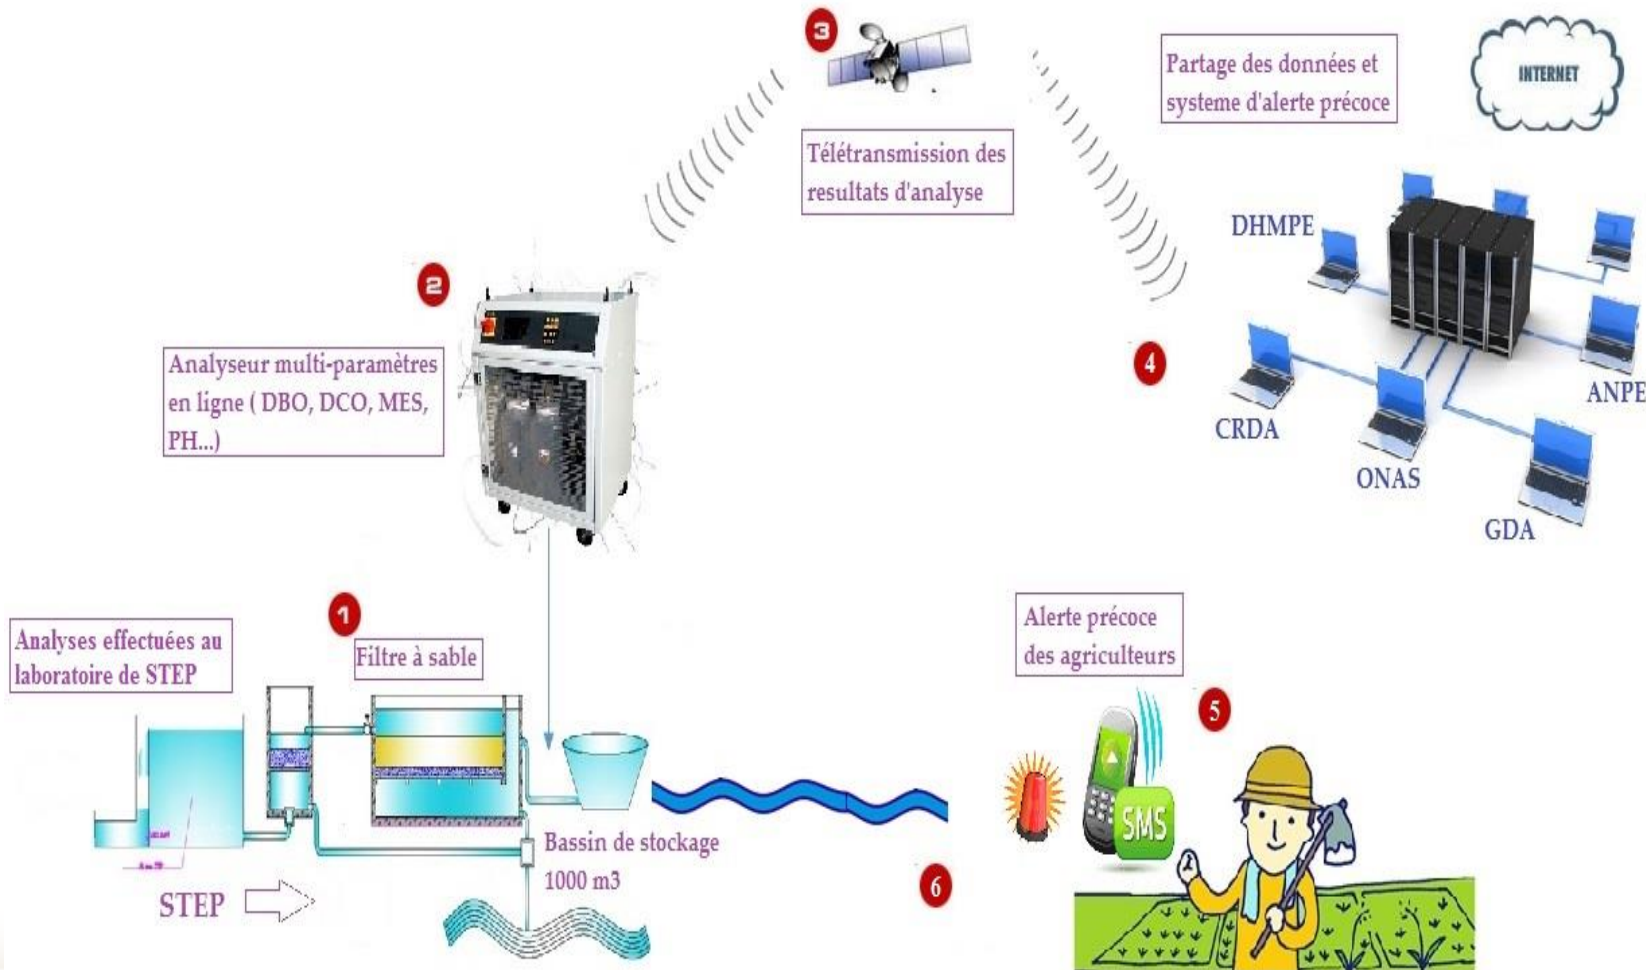 3
Partage des données et
systeme d'alerte précoce
INTERNET
Télétransmission des
resultats d'analyse
DHMPE
2
Analyseur multi-paramètres
en ligne ( DBO, DCO, MES,
PH...)
4
ANPE
CRDA
ONAS
GDA
1
Analyses effectuées au
laboratoire de STEP
Filtre à sable
Alerte précoce
des agriculteurs
5
SMS
Bassin de stockage
1000 m3
STEP
6